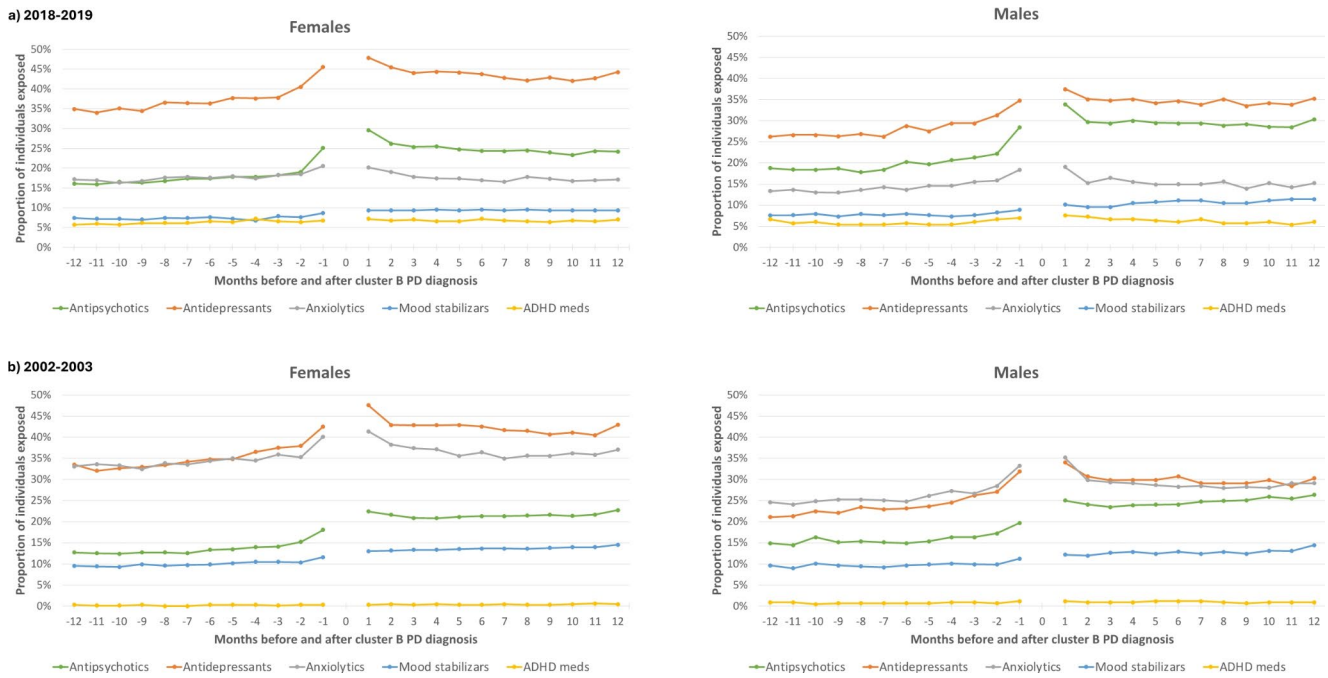 a) 2018-2019
Females
Proportion of individuals exposed
50%
45%
40%
35%
30%
25%
20%
15%
10%
5%
0%
-12 -11 -10 -9 -8 -7 -6 -5 -4 -3 -2 -1 0 1 2 3 4 5 6 7 8 9 10 11 12
Months before and after cluster B PD diagnosis
Antipsychotics Antidepressants Anxiolytics Mood stabilizars ADHD meds
Males
Proportion of individuals exposed
50%
45%
40%
35%
30%
25%
20%
15%
10%
5%
0%
-12 -11 -10 -9 -8 -7 -6 -5 -4 -3 -2 -1 0 1 2 3 4 5 6 7 8 9 10 11 12
Months before and after cluster B PD diagnosis
Antipsychotics Antidepressants Anxiolytics Mood stabilizars ADHD meds
b) 2002-2003
Females
Proportion of individuals exposed
50%
45%
40%
35%
30%
25%
20%
15%
10%
5%
0%
-12 -11 -10 -9 -8 -7 -6 -5 -4 -3 -2 -1 0 1 2 3 4 5 6 7 8 9 10 11 12
Months before and after cluster B PD diagnosis
Antipsychotics Antidepressants Anxiolytics Mood stabilizars ADHD meds
Males
Proportion of individuals exposed
50%
45%
40%
35%
30%
25%
20%
15%
10%
5%
0%
-12 -11 -10 -9 -8 -7 -6 -5 -4 -3 -2 -1 0 1 2 3 4 5 6 7 8 9 10 11 12
Months before and after cluster B PD diagnosis
Antipsychotics Antidepressants Anxiolytics Mood stabilizars ADHD meds